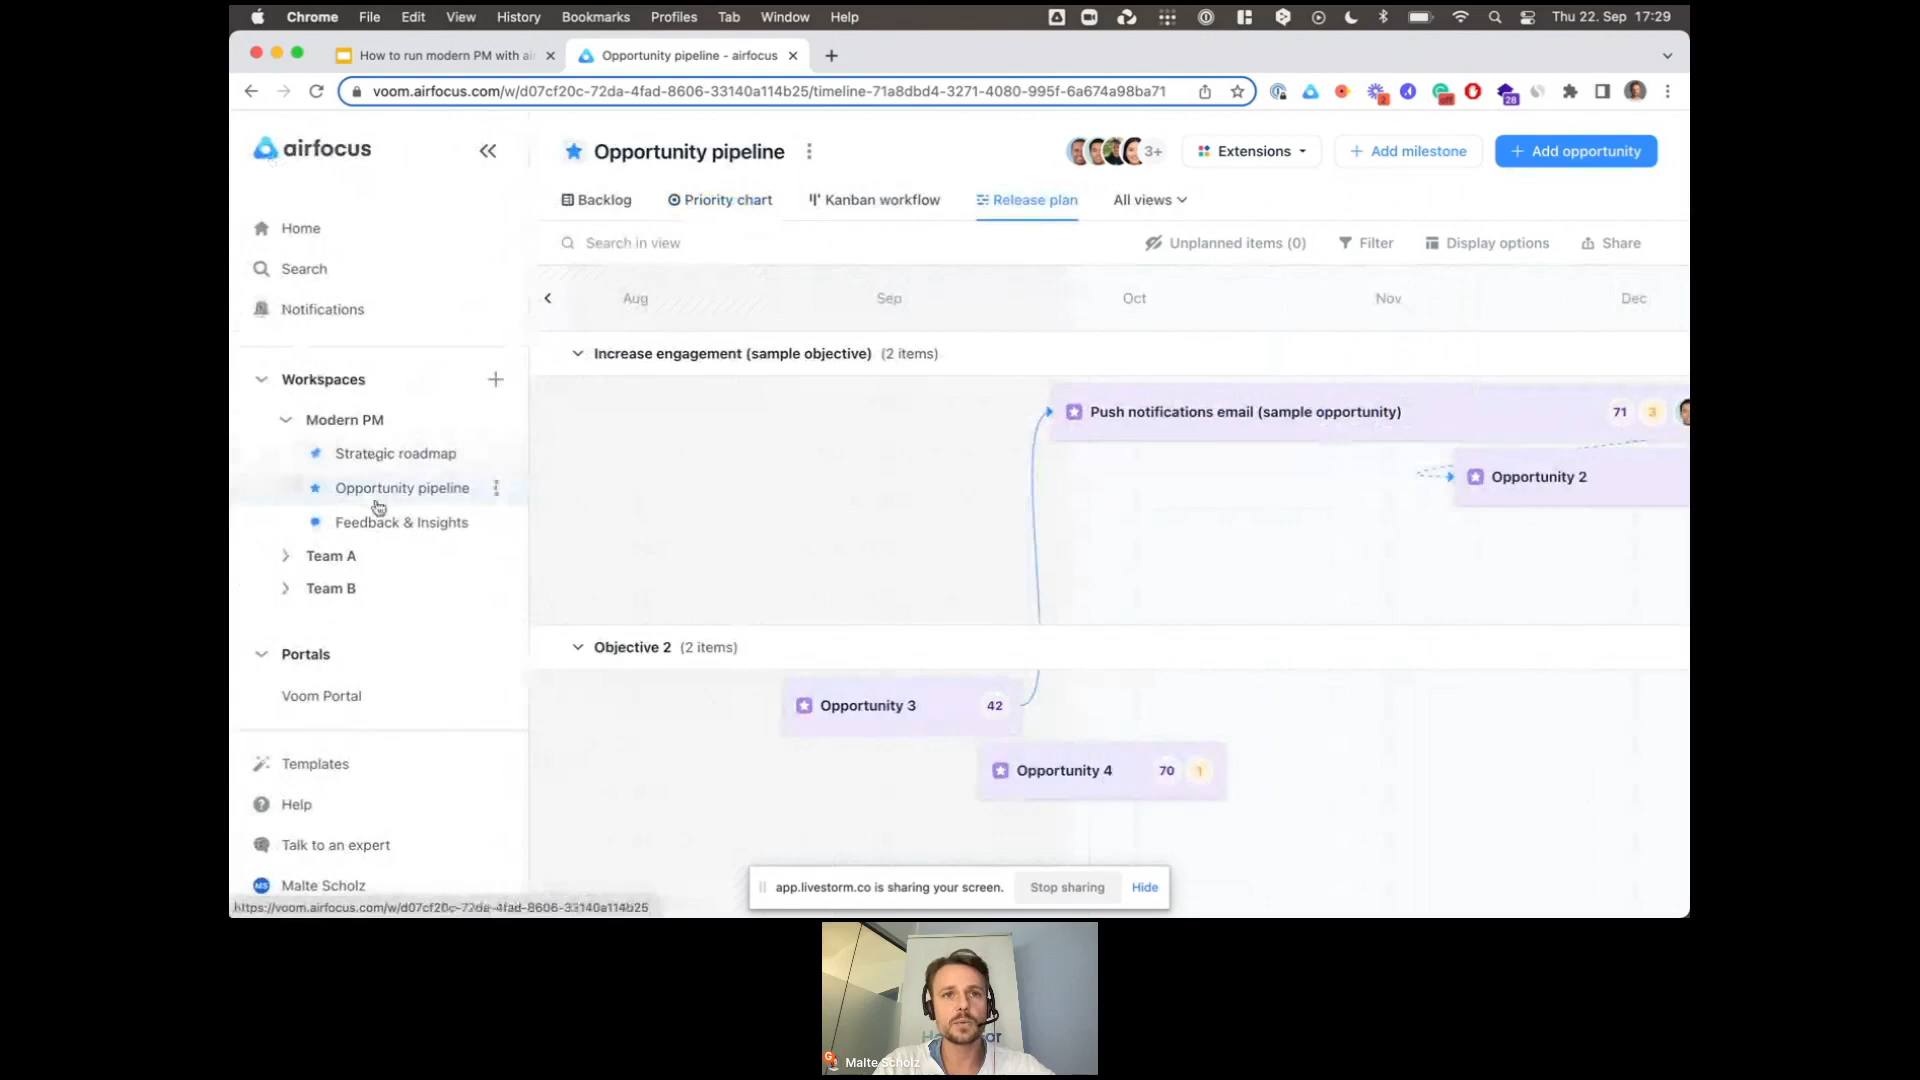 Chrome File Edit View History Bookmarks Profiles Tab Window Help Thu 22. Sep 17:29
How to run modern PM with air Opportunity pipeline - airfocus
voom.airfocus.com/w/d07cf20c-72da-4fad-8606-33140a114b25/timeline-71a8dbd4-3271-4080-995f-6a674a98ba71
airfocus
Home
Search
Notifications
Workspaces
Modern PM
Strategic roadmap
Opportunity pipeline
Feedback & Insights
Team A
Team B
Portals
Voom Portal
Templates
Help
Talk to an expert
MS Malte Scholz
https://voom.airfocus.com/w/d07cf20c-72da-4fad-8606-33140a114b25
Opportunity pipeline 3+ Extensions + Add milestone + Add opportunity
Backlog Priority chart Kanban workflow Release plan All views
Search in view Unplanned items (0) Filter Display options Share
Aug Sep Oct Nov Dec
Increase engagement (sample objective) (2 items)
Push notifications email (sample opportunity) 71 3
Opportunity 2
Objective 2 (2 items)
Opportunity 3 42
Opportunity 4 70 1
app.livestorm.co is sharing your screen. Stop sharing Hide
Malte Scholz